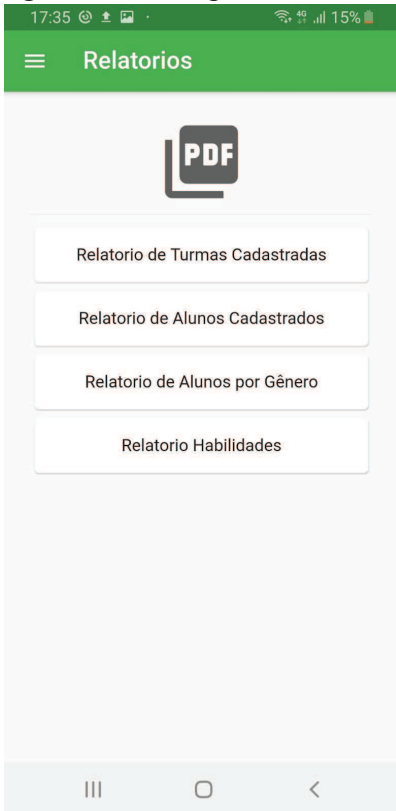 17:35 4G 15%
Relatorios
PDF
Relatorio de Turmas Cadastradas
Relatorio de Alunos Cadastrados
Relatorio de Alunos por Gênero
Relatorio Habilidades